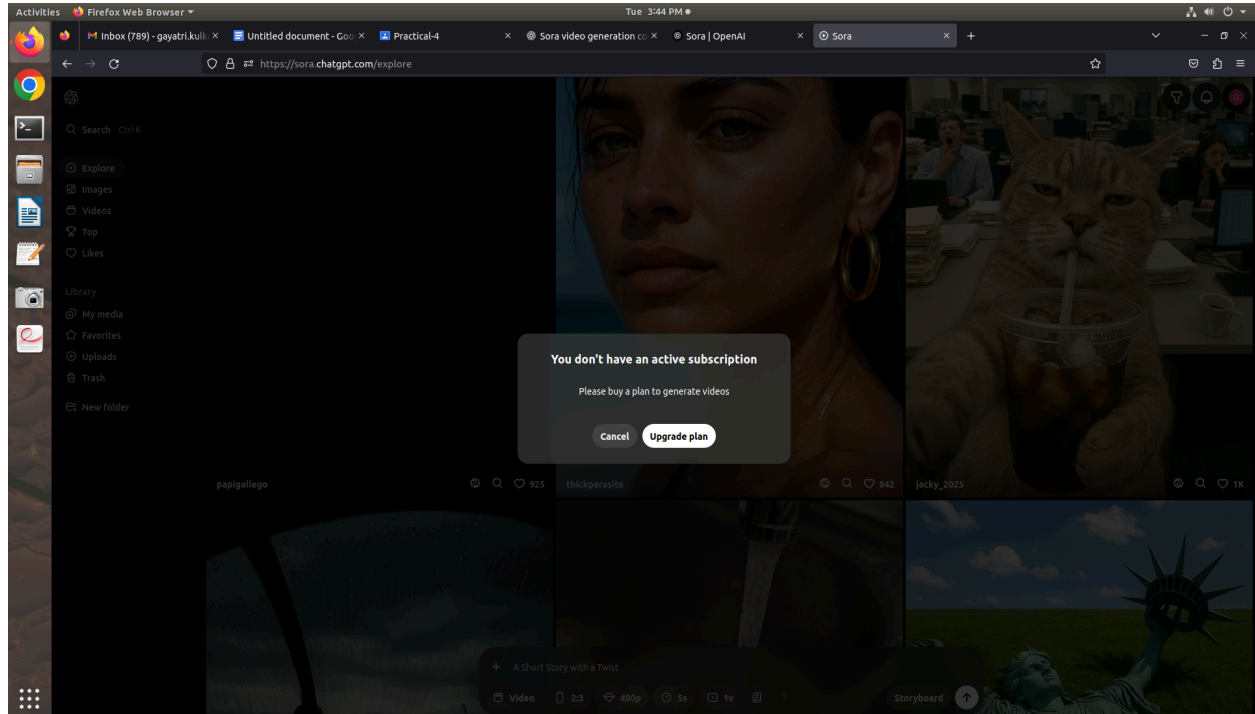 Activities
Firefox Web Browser
Tue 3:44 PM
Inbox (789) - gayatri.kulk
Untitled document - Goo
Practical-4
Sora video generation co
Sora | OpenAI
Sora
https://sora.chatgpt.com/explore
Search Ctrl K
Explore
Images
Videos
Top
Likes
Library
My media
Favorites
Uploads
Trash
New folder
You don't have an active subscription
Please buy a plan to generate videos
Cancel
Upgrade plan
papigallego
925
thickparasite
842
jacky_2025
1K
A Short Story with a Twist
Video
2:3
480p
5s
1v
?
Storyboard